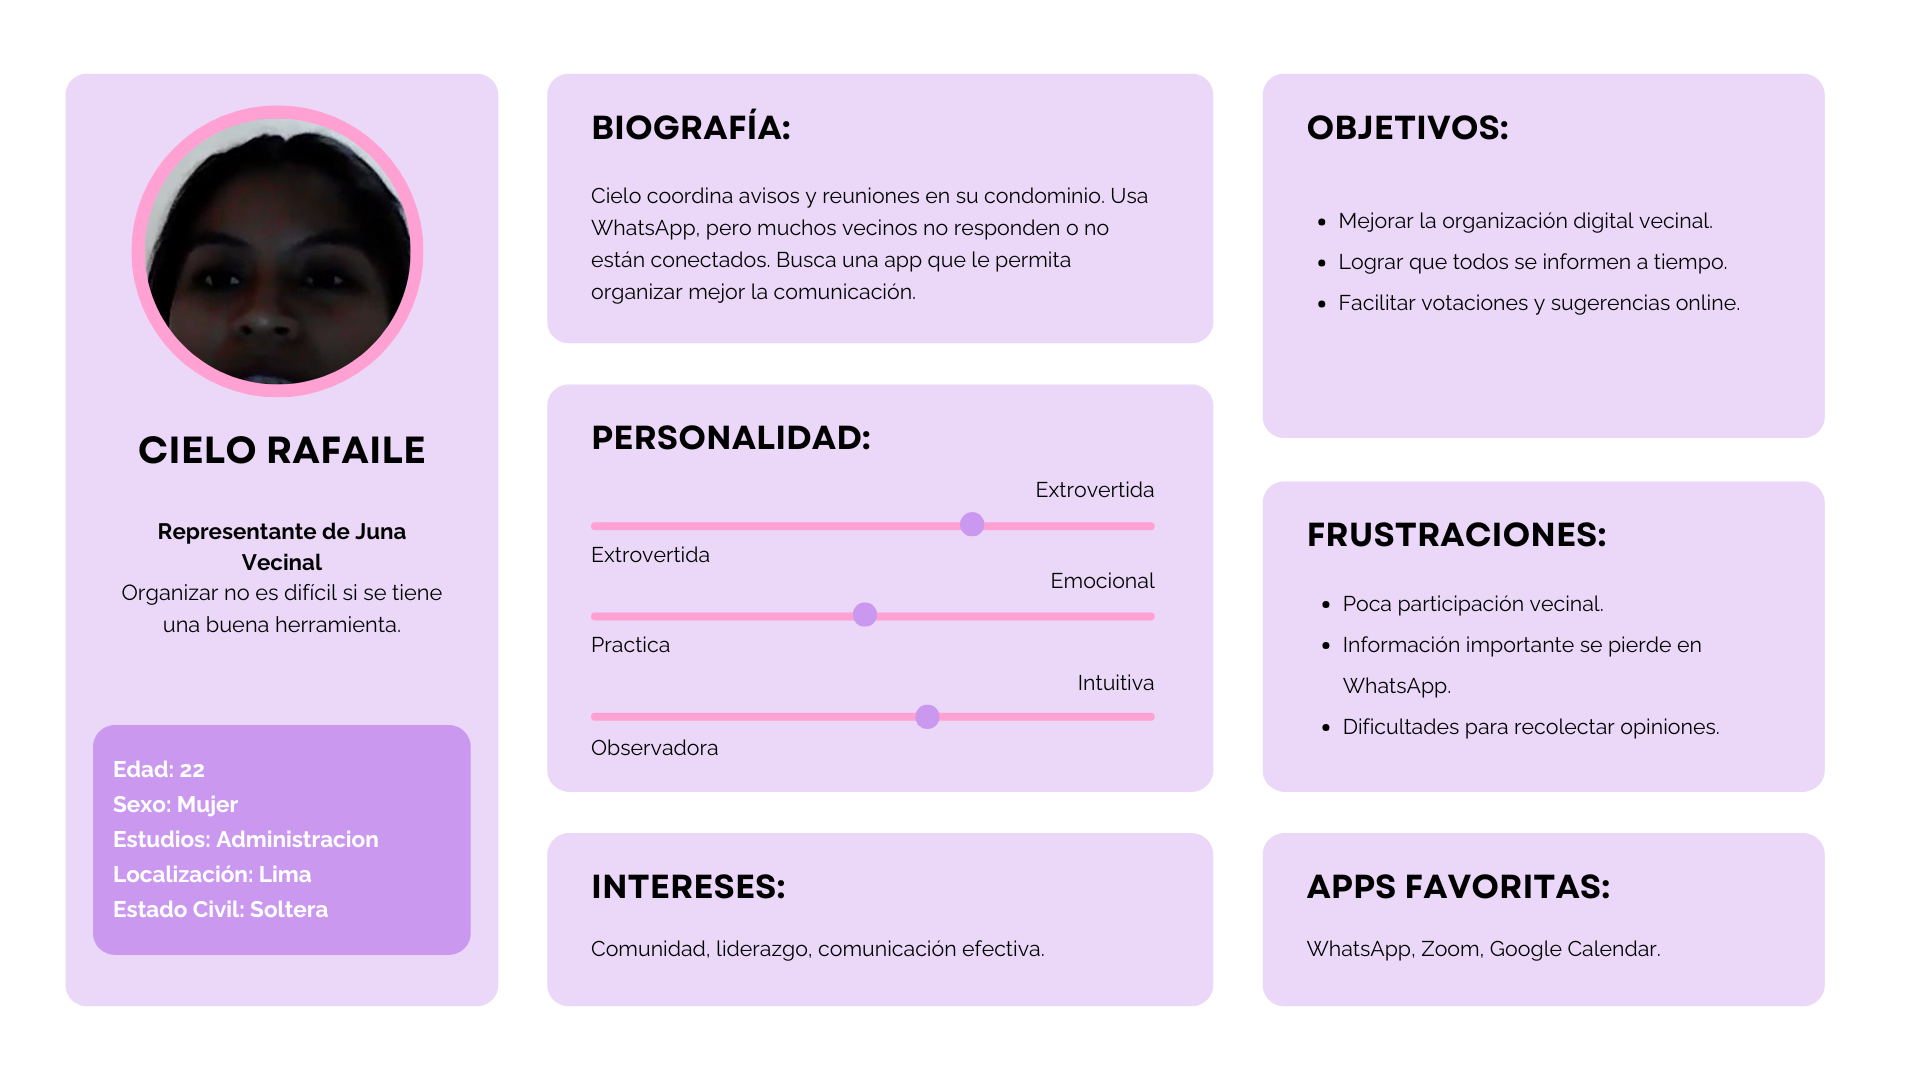 CIELO RAFAILE
Representante de Juna
Vecinal
Organizar no es difícil si se tiene
una buena herramienta.
Edad: 22
Sexo: Mujer
Estudios: Administracion
Localización: Lima
Estado Civil: Soltera
BIOGRAFÍA:
Cielo coordina avisos y reuniones en su condominio. Usa
WhatsApp, pero muchos vecinos no responden o no
están conectados. Busca una app que le permita
organizar mejor la comunicación.
PERSONALIDAD:
Extrovertida
Extrovertida
Emocional
Practica
Intuitiva
Observadora
INTERESES:
Comunidad, liderazgo, comunicación efectiva.
OBJETIVOS:
• Mejorar la organización digital vecinal.
• Lograr que todos se informen a tiempo.
• Facilitar votaciones y sugerencias online.
FRUSTRACIONES:
• Poca participación vecinal.
• Información importante se pierde en
WhatsApp.
• Dificultades para recolectar opiniones.
APPS FAVORITAS:
WhatsApp, Zoom, Google Calendar.